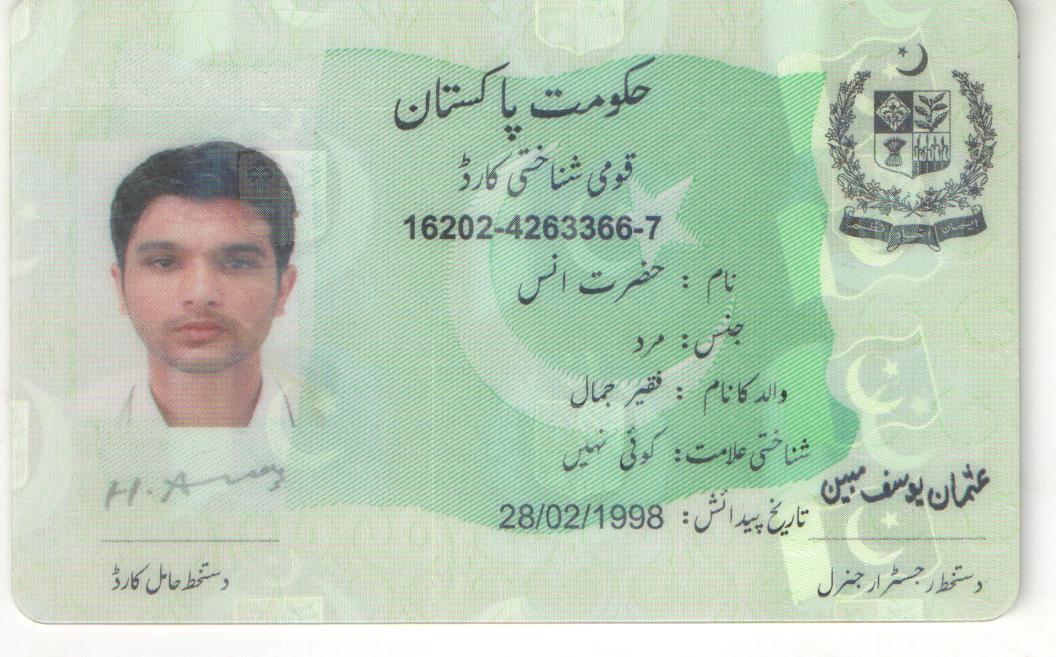 حکومت پاکستان
قومی شناختی کارڈ
16202-4263366-7
نام : حضرت انس
جنس: مرد
والد کا نام : فقیر جمال
شناختی علامت: کوئی نہیں
تاریخ پیدائش: 28/02/1998
عثمان یوسف مبین
دستخط رجسٹرار جنرل
H. Anas
دستخط حامل کارڈ